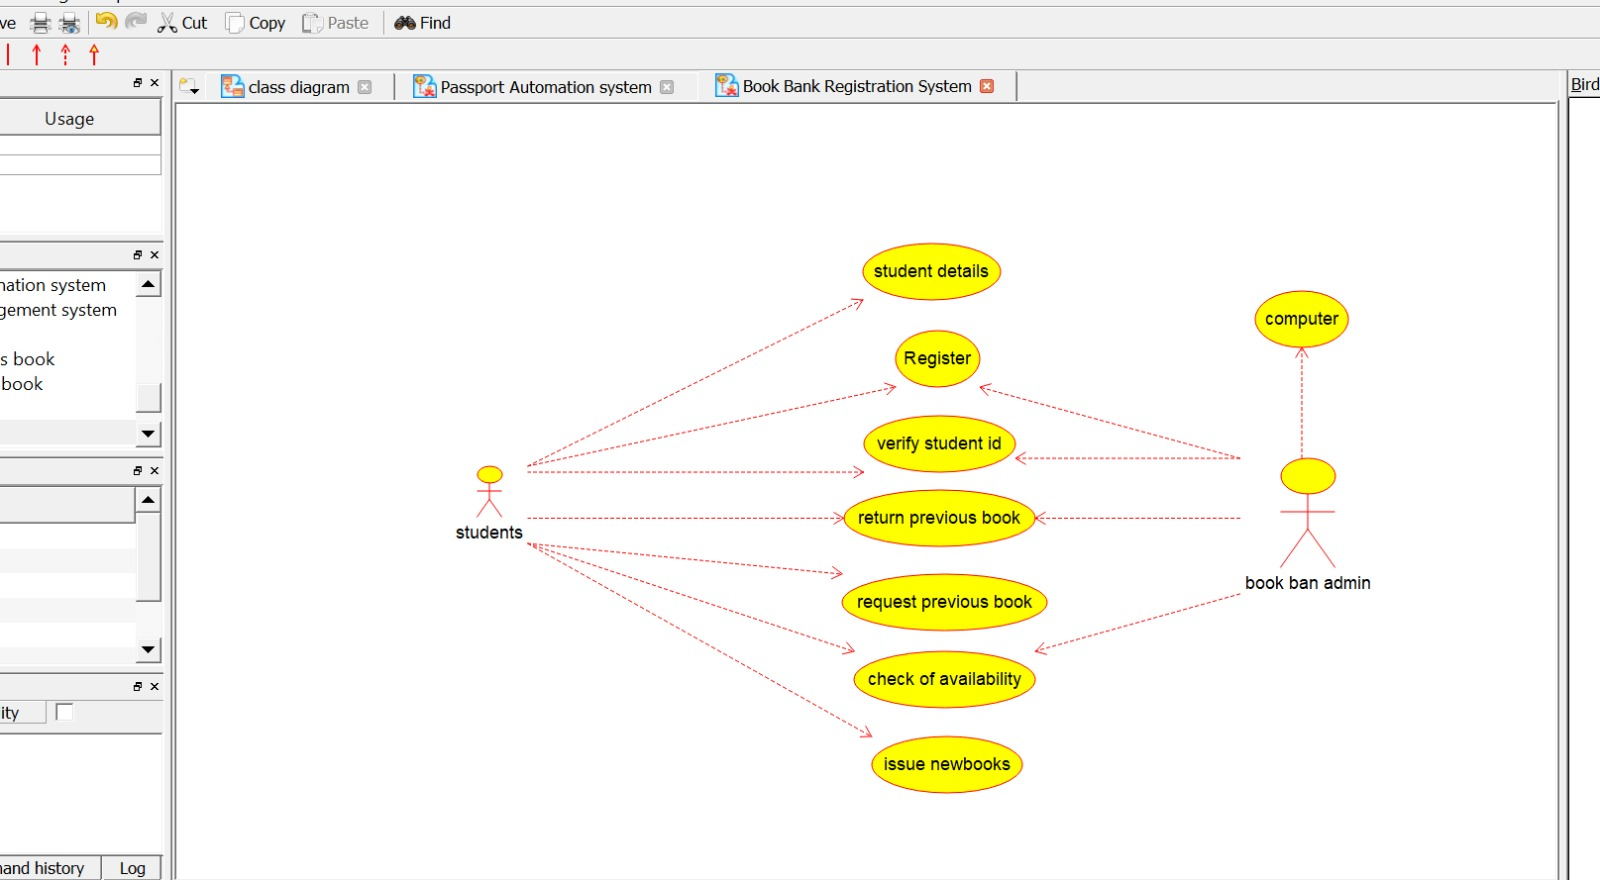 ve Cut Copy Paste Find
class diagram Passport Automation system Book Bank Registration System Bird
Usage
nation system
gement system
s book
book
ity
hand history Log
student details
computer
Register
verify student id
students
return previous book
book ban admin
request previous book
check of availability
issue newbooks